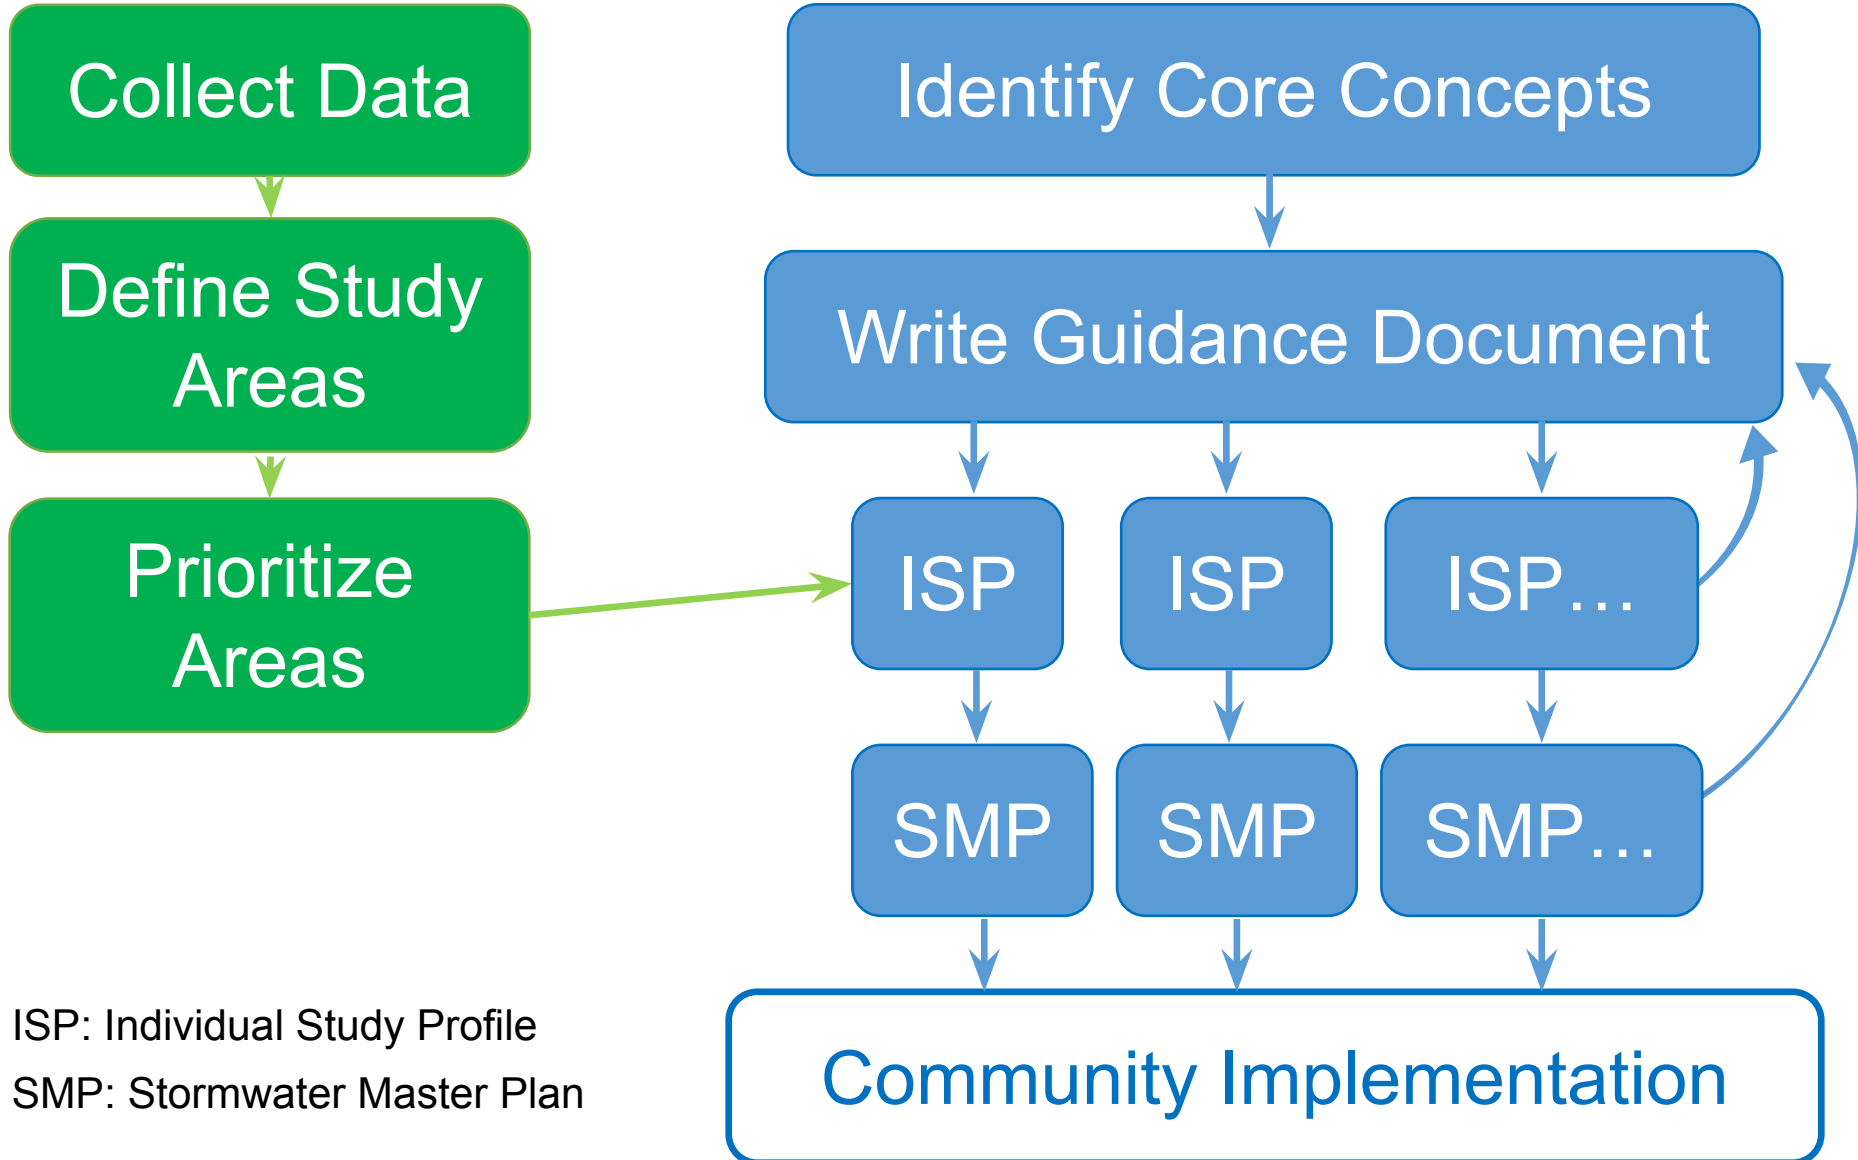 Collect Data
Define Study
Areas
Prioritize
Areas
Identify Core Concepts
Write Guidance Document
ISP
ISP
ISP…
SMP
SMP
SMP…
Community Implementation
ISP: Individual Study Profile
SMP: Stormwater Master Plan